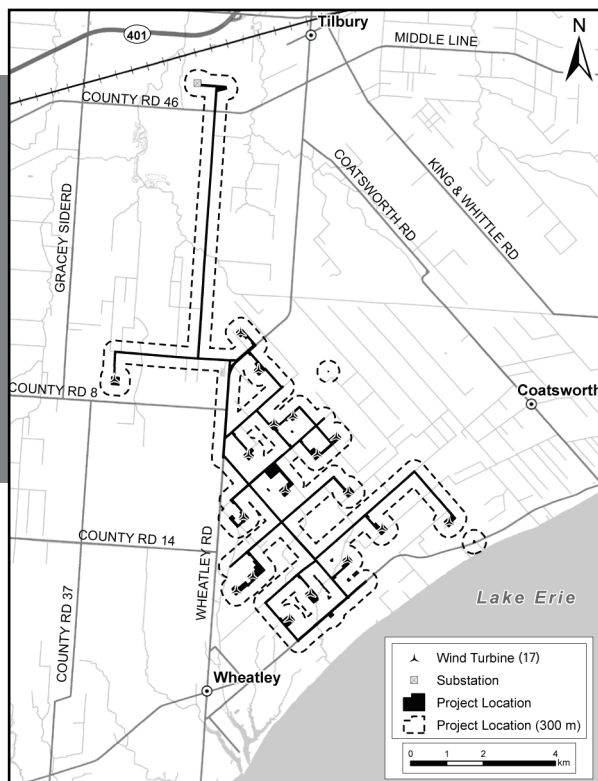 Tilbury
N
401
MIDDLE LINE
COUNTY RD 46
COATSWORTH RD
KING & WHITTLE RD
GRACEY SIDERD
COUNTY RD 8
Coatsworth
WHEATLEY RD
COUNTY RD 14
COUNTY RD 37
Lake Erie
Wheatley
Wind Turbine (17)
Substation
Project Location
Project Location (300 m)
0 1 2 4
km